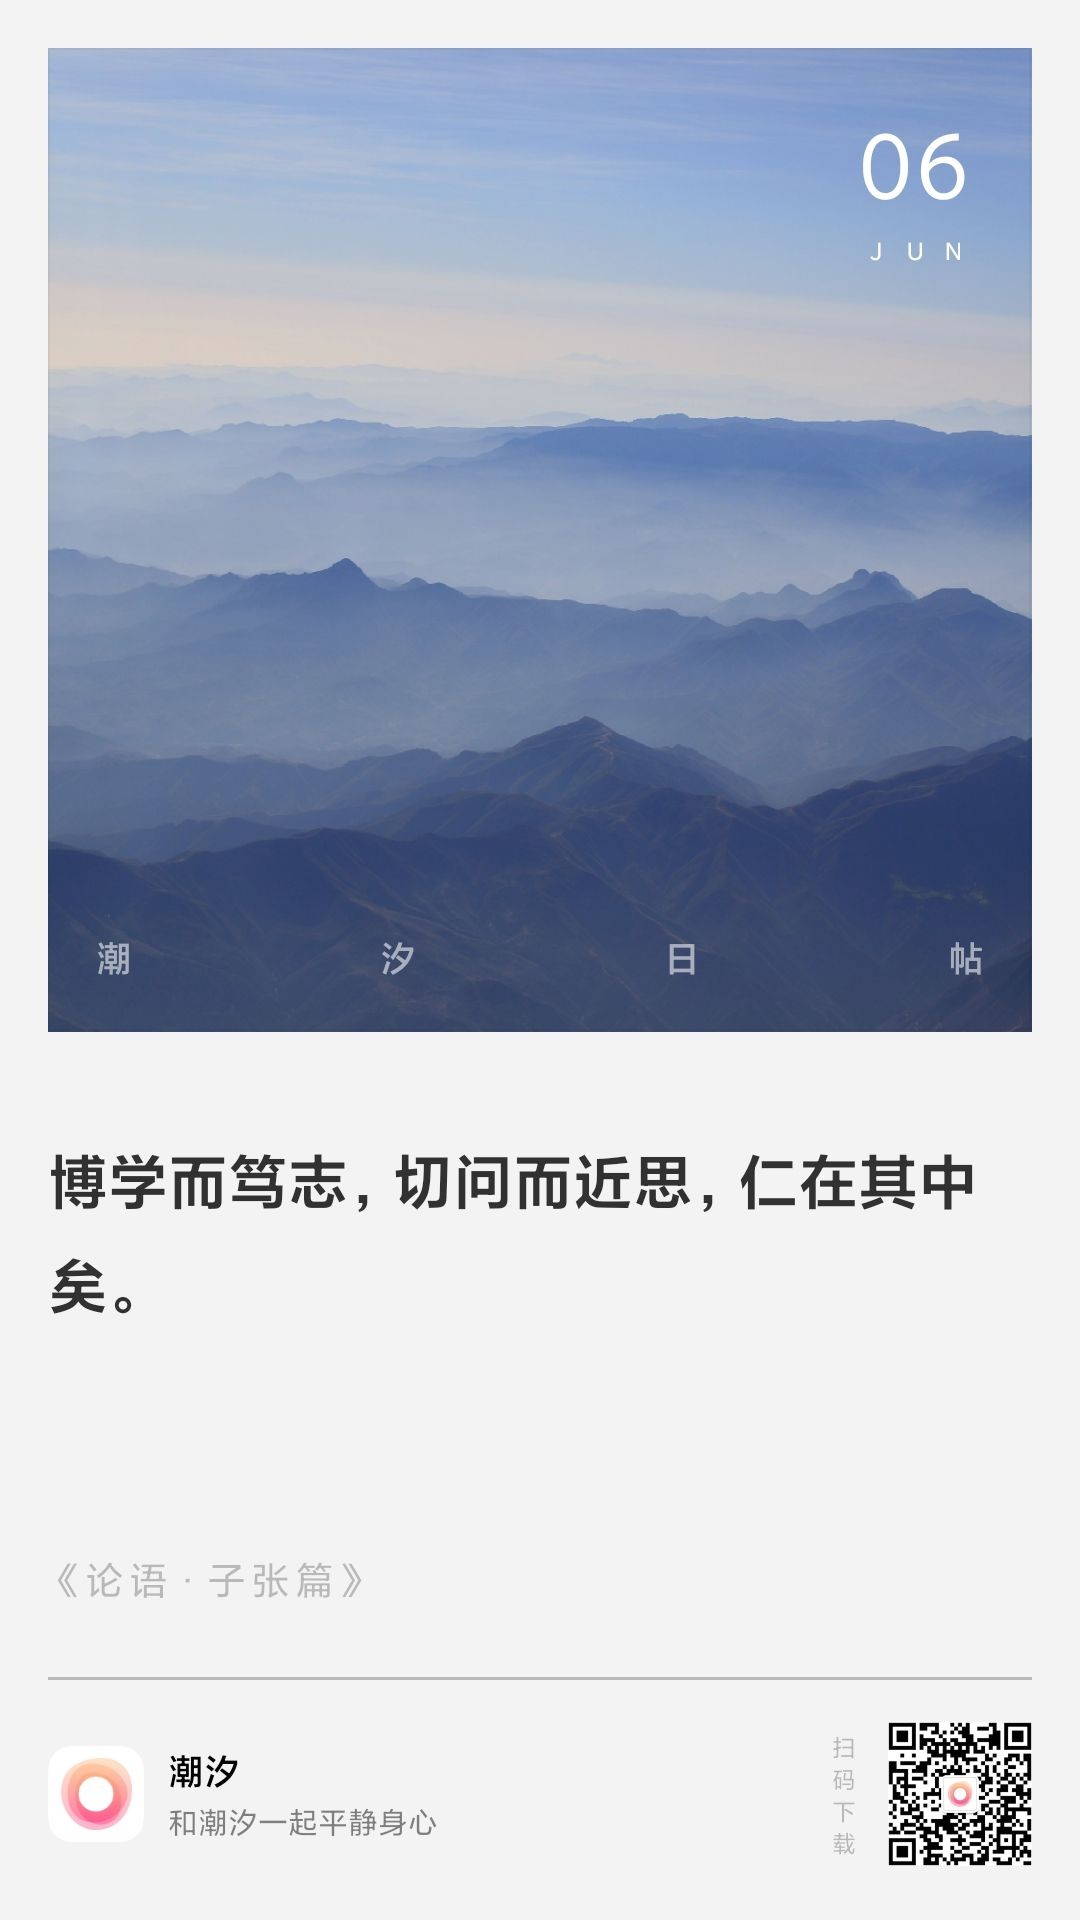 06
JUN
潮汐日帖
博学而笃志，切问而近思，仁在其中
矣。
《论语·子张篇》
潮汐
和潮汐一起平静身心
扫码下载